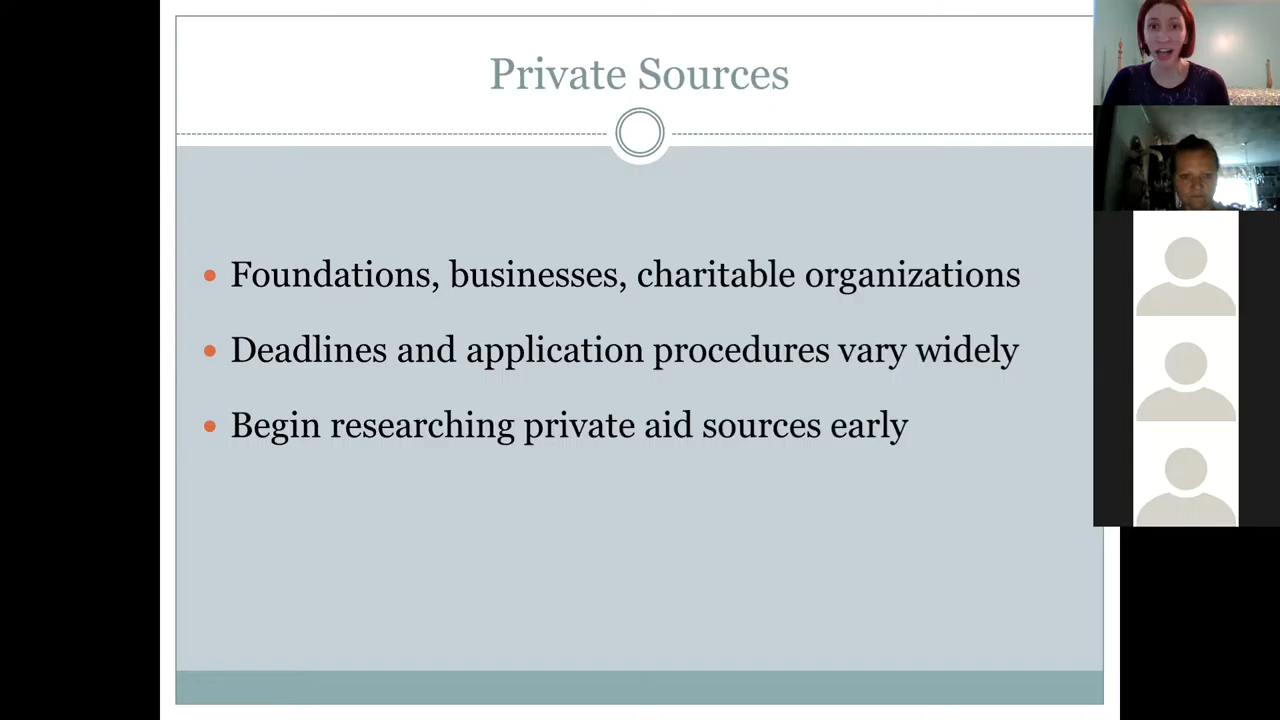 Private Sources
Foundations, businesses, charitable organizations
Deadlines and application procedures vary widely
Begin researching private aid sources early